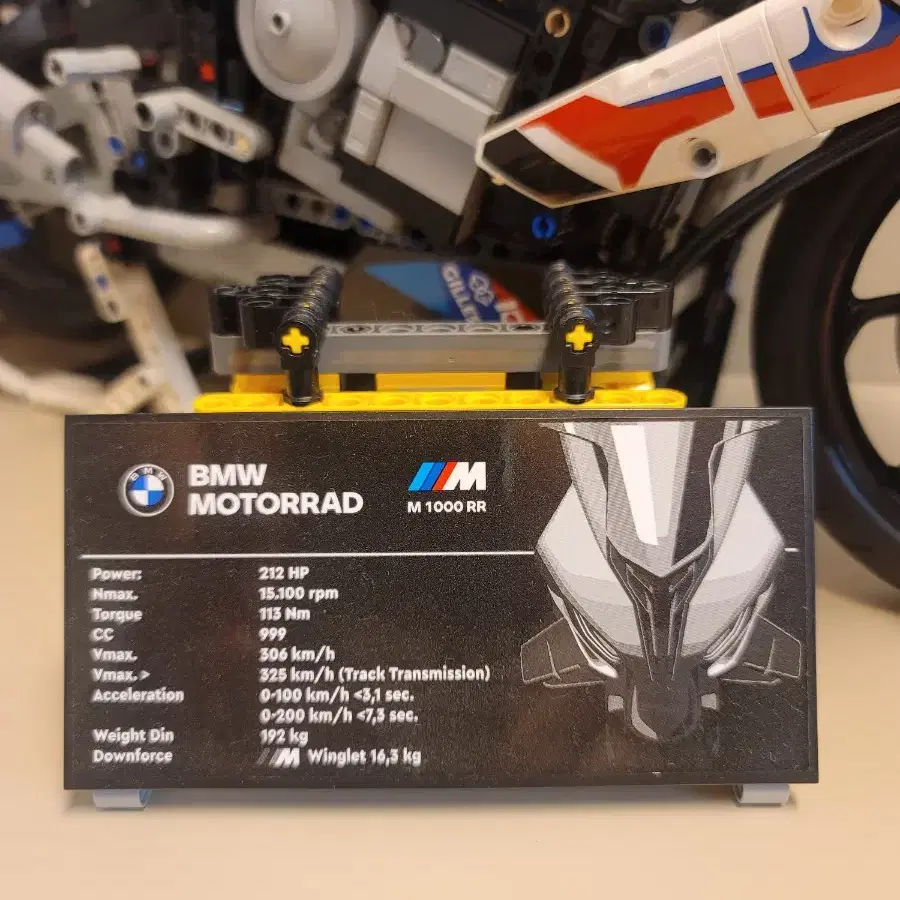 GILLES
BMW
BMW
MOTORRAD
M
M 1000 RR
Power: 212 HP
Nmax. 15.100 rpm
Torque 113 Nm
CC 999
Vmax. 306 km/h
Vmax. > 325 km/h (Track Transmission)
Acceleration 0-100 km/h <3,1 sec.
0-200 km/h <7,3 sec.
Weight Din 192 kg
Downforce M Winglet 16,3 kg